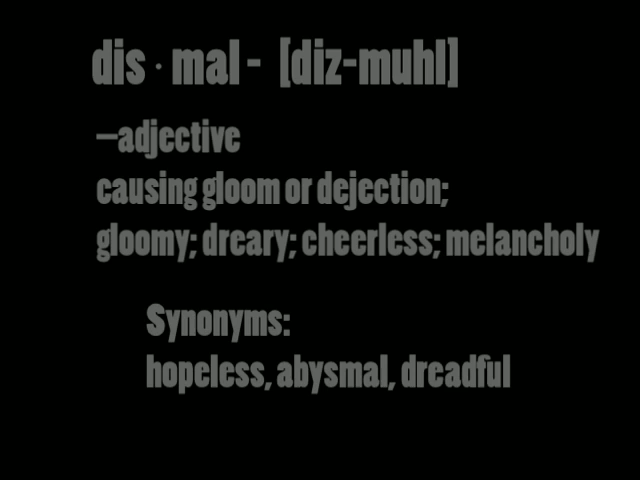 dis · mal - [diz-muhl]
–adjective
causing gloom or dejection;
gloomy; dreary; cheerless; melancholy
Synonyms:
hopeless, abysmal, dreadful